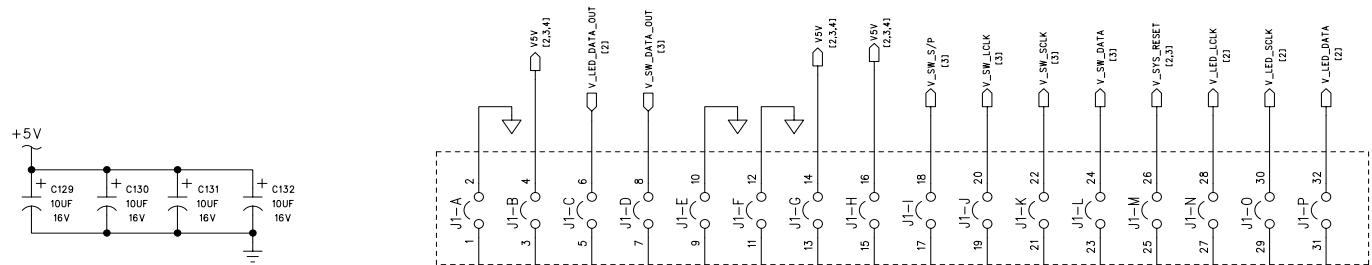 +5V
+ C129
10UF
16V
+ C130
10UF
16V
+ C131
10UF
16V
+ C132
10UF
16V
V5V
[2,3,4]
V_LED_DATA_OUT
[2]
V_SW_DATA_OUT
[3]
V5V
[2,3,4]
V5V
[2,3,4]
V_SW_S/P
[3]
V_SW_LCLK
[3]
V_SW_SCLK
[3]
V_SW_DATA
[3]
V_SYS_RESET
[2,3]
V_LED_LCLK
[2]
V_LED_SCLK
[2]
V_LED_DATA
[2]
2
J1-A
1
4
J1-B
3
6
J1-C
5
8
J1-D
7
10
J1-E
9
12
J1-F
11
14
J1-G
13
16
J1-H
15
18
J1-I
17
20
J1-J
19
22
J1-K
21
24
J1-L
23
26
J1-M
25
28
J1-N
27
30
J1-O
29
32
J1-P
31